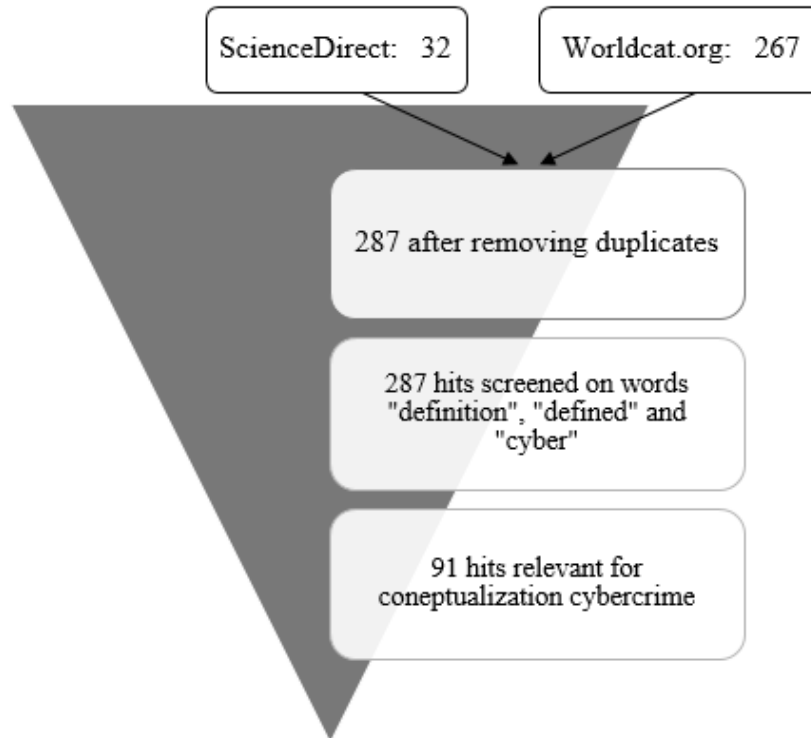 ScienceDirect: 32
Worldcat.org: 267
287 after removing duplicates
287 hits screened on words
"definition", "defined" and
"cyber"
91 hits relevant for
coneptualization cybercrime